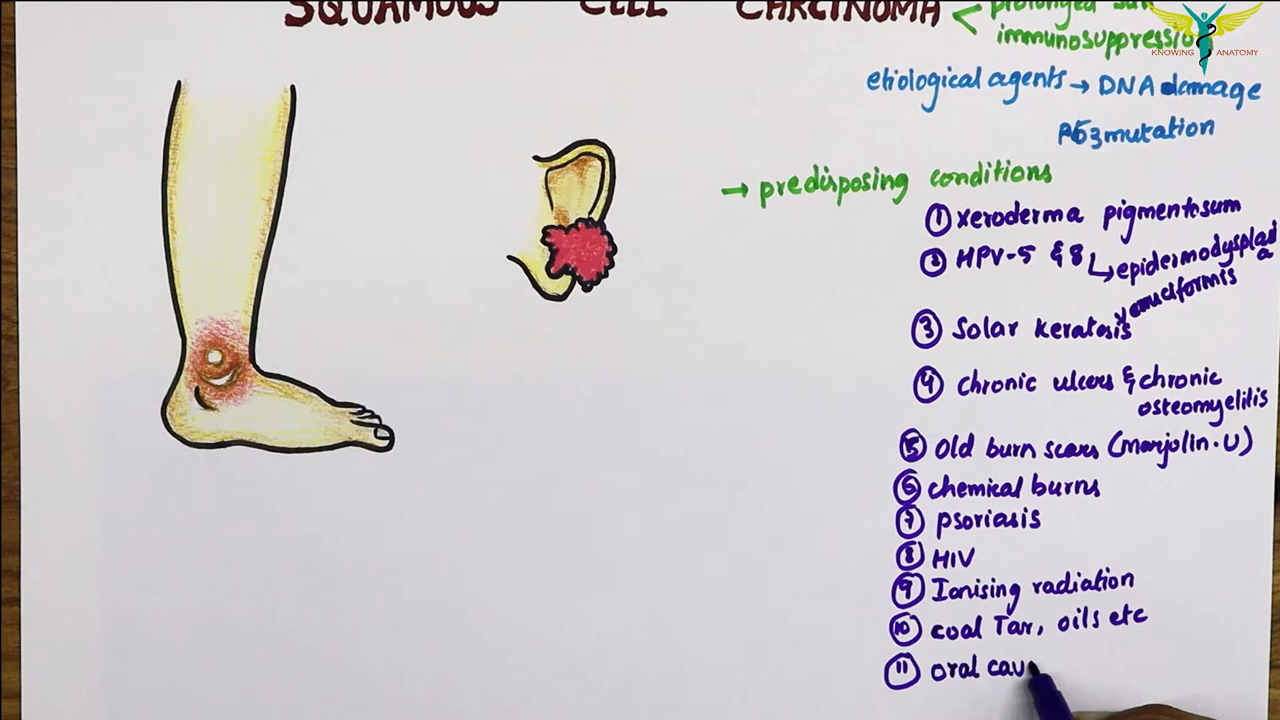 SQUAMOUS CELL CARCINOMA
prolonged sun
immunosuppression
KNOWING ANATOMY
etiological agents → DNA damage
P53 mutation
→ predisposing conditions
① xeroderma pigmentosum
② HPV-5 & 8 ↳ epidermodysplasia
verruciformis
③ Solar keratosis
④ chronic ulcers & chronic
osteomyelitis
⑤ Old burn scars (marjolin.U)
⑥ chemical burns
⑦ psoriasis
⑧ HIV
⑨ Ionising radiation
⑩ coal Tar, oils etc
⑪ oral cav